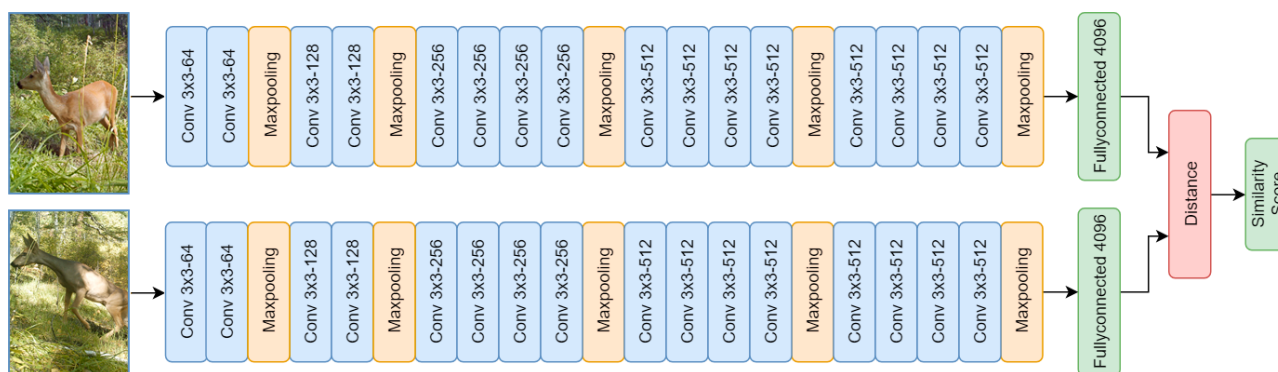 Conv 3x3-64
Conv 3x3-64
Maxpooling
Conv 3x3-128
Conv 3x3-128
Maxpooling
Conv 3x3-256
Conv 3x3-256
Conv 3x3-256
Conv 3x3-256
Maxpooling
Conv 3x3-512
Conv 3x3-512
Conv 3x3-512
Conv 3x3-512
Maxpooling
Conv 3x3-512
Conv 3x3-512
Conv 3x3-512
Conv 3x3-512
Maxpooling
Fullyconnected 4096
Conv 3x3-64
Conv 3x3-64
Maxpooling
Conv 3x3-128
Conv 3x3-128
Maxpooling
Conv 3x3-256
Conv 3x3-256
Conv 3x3-256
Conv 3x3-256
Maxpooling
Conv 3x3-512
Conv 3x3-512
Conv 3x3-512
Conv 3x3-512
Maxpooling
Conv 3x3-512
Conv 3x3-512
Conv 3x3-512
Conv 3x3-512
Maxpooling
Fullyconnected 4096
Distance
Similarity
Score